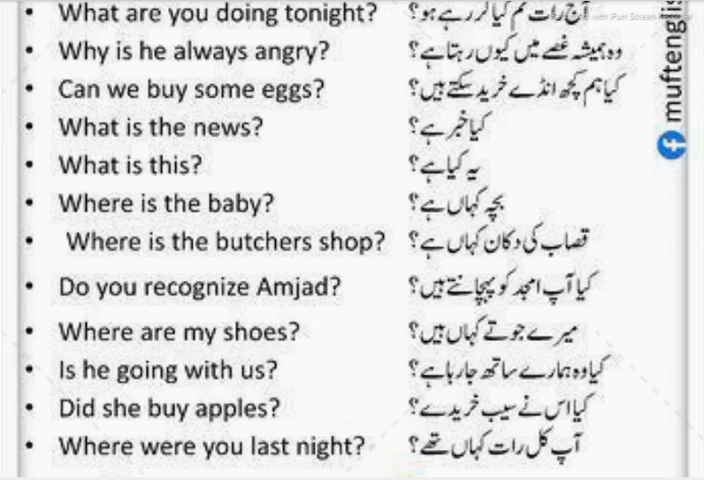 • What are you doing tonight? آج رات تم کیا کر رہے ہو؟
• Why is he always angry? وہ ہمیشہ غصے میں کیوں رہتا ہے؟
• Can we buy some eggs? کیا ہم کچھ انڈے خرید سکتے ہیں؟
• What is the news? کیا خبر ہے؟
• What is this? یہ کیا ہے؟
• Where is the baby? بچہ کہاں ہے؟
• Where is the butchers shop? قصاب کی دکان کہاں ہے؟
• Do you recognize Amjad? کیا آپ امجد کو پہچانتے ہیں؟
• Where are my shoes? میرے جوتے کہاں ہیں؟
• Is he going with us? کیا وہ ہمارے ساتھ جا رہا ہے؟
• Did she buy apples? کیا اس نے سیب خریدے؟
• Where were you last night? آپ کل رات کہاں تھے؟
with iFun Screen
muftenglis